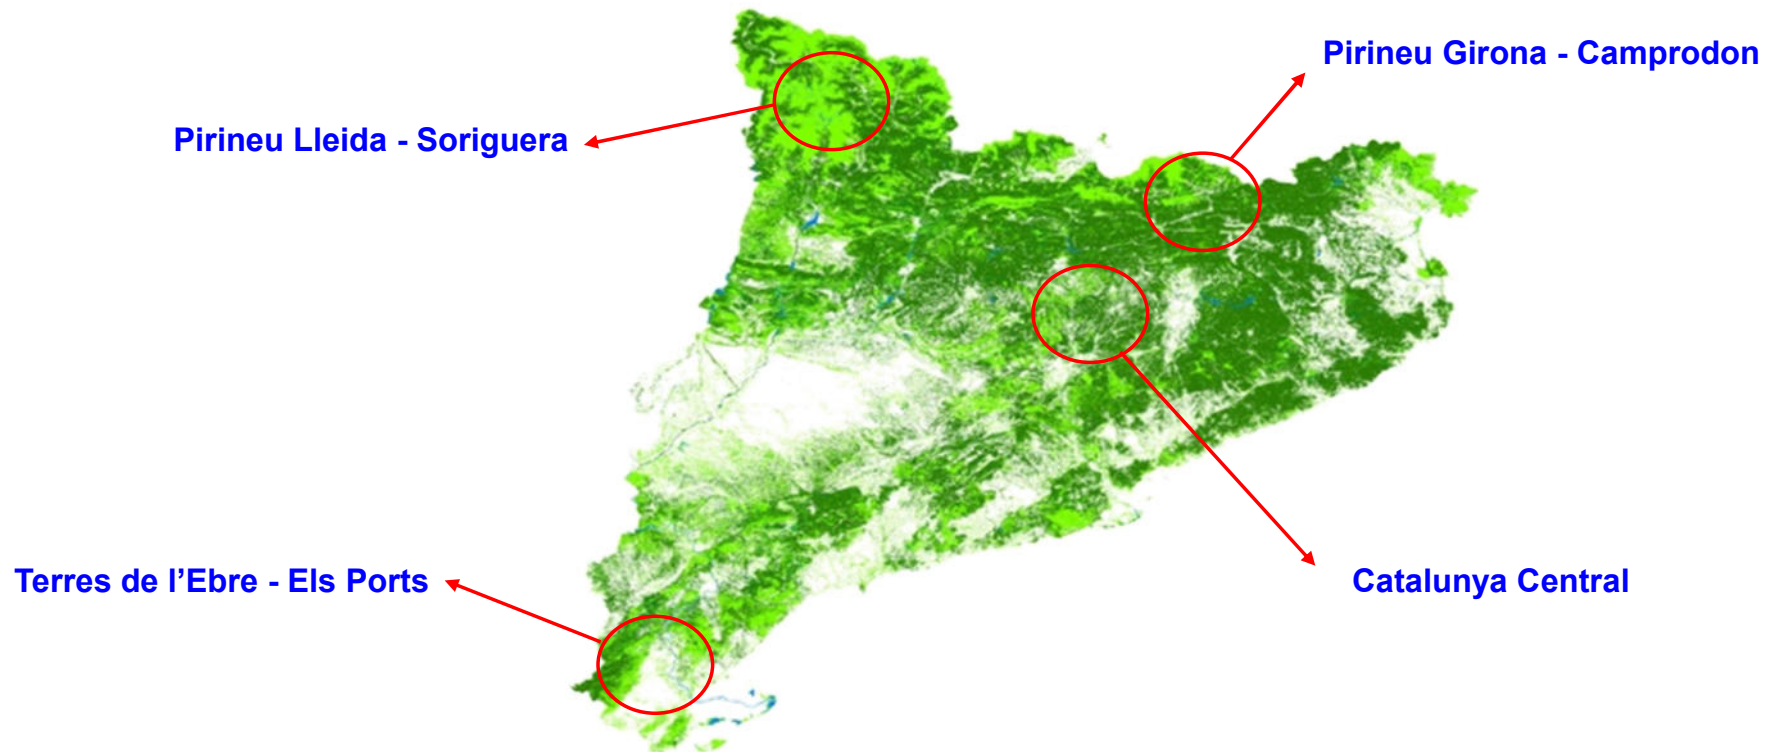 Pirineu Girona - Camprodon
Pirineu Lleida - Soriguera
Terres de l’Ebre - Els Ports
Catalunya Central